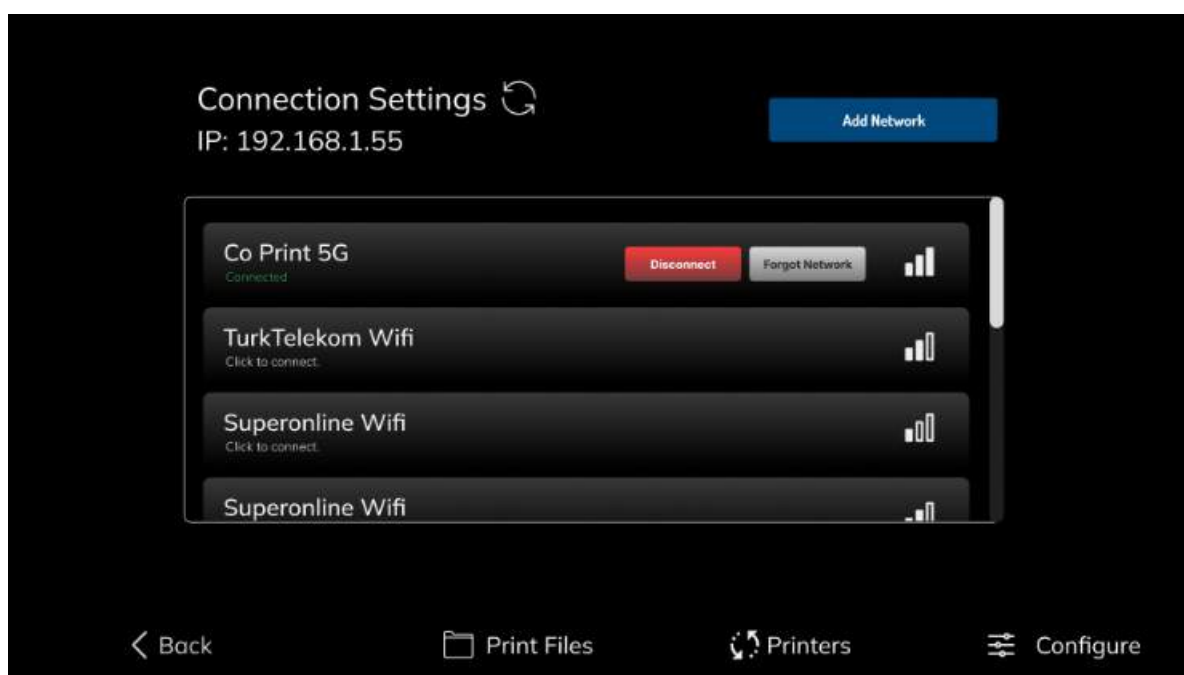 Connection Settings
IP: 192.168.1.55
Add Network
Co Print 5G
Connected
Disconnect
Forgot Network
TurkTelekom Wifi
Click to connect.
Superonline Wifi
Click to connect.
Superonline Wifi
Back
Print Files
Printers
Configure